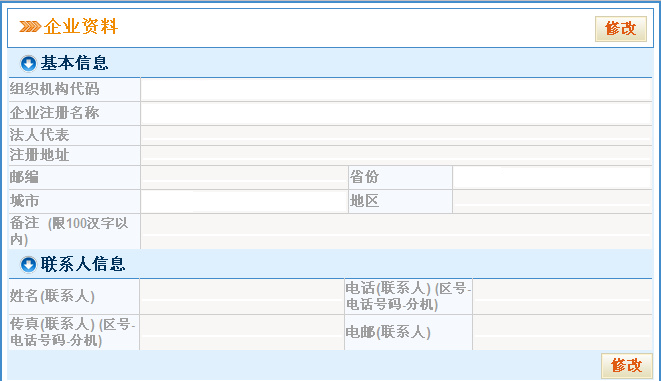 企业资料
修改
基本信息
组织机构代码
企业注册名称
法人代表
注册地址
邮编 省份
城市 地区
备注 (限100汉字以
内)
联系人信息
姓名(联系人) 电话(联系人) (区号-
电话号码-分机)
传真(联系人) (区号-
电话号码-分机) 电邮(联系人)
修改